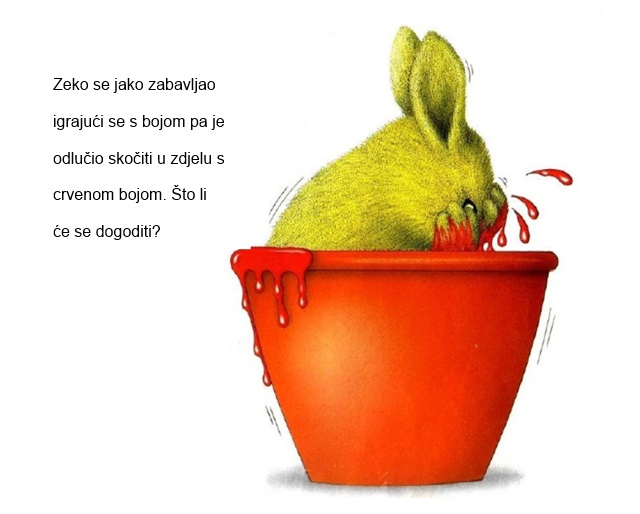 Zeko se jako zabavljao
igrajući se s bojom pa je
odlučio skočiti u zdjelu s
crvenom bojom. Što li
će se dogoditi?